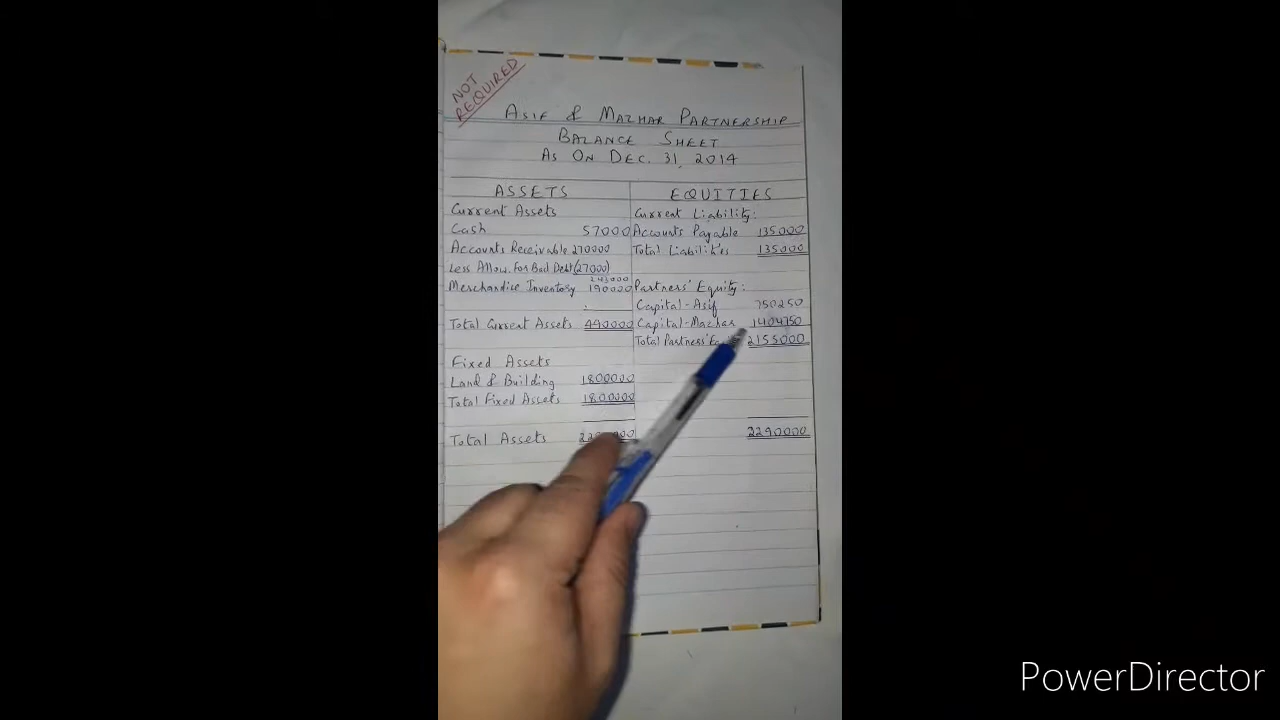 NOT
REQUIRED
ASIF & MAZHAR PARTNERSHIP
BALANCE SHEET
AS ON DEC. 31, 2014
ASSETS
Current Assets
Cash 57000
Accounts Receivable 270000
Less Allow. For Bad Debt (27000)
243000
Merchandice Inventory 190000
Total Current Assets 490000
Fixed Assets
Land & Building 1800000
Total Fixed Assets 1800000
Total Assets
EQUITIES
Current Liability:
Accounts Payable 135000
Total Liabilities 135000
Partners' Equity:
Capital-Asif 750250
Capital-Mazhar 1404750
Total Partners' 2155000
2290000
PowerDirector